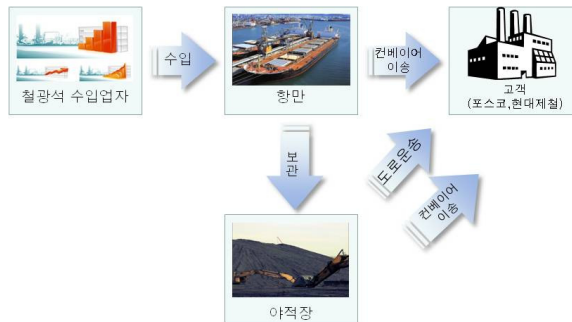 수입
컨베이어
이송
철광석 수입업자
항만
고객
(포스코,현대제철)
보관
도로운송
컨베이어
이송
야적장